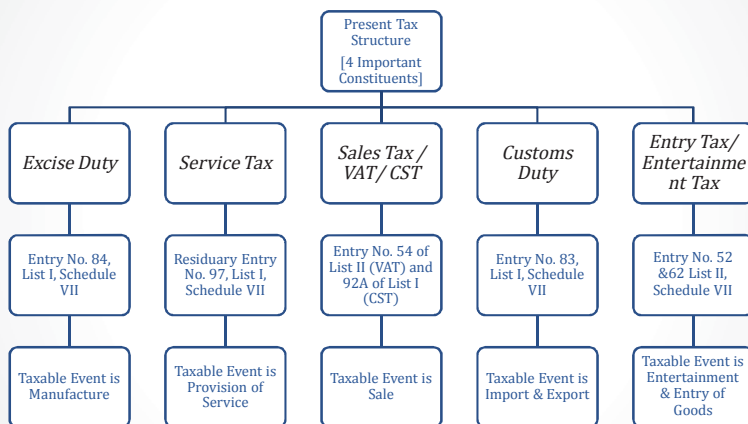 Present Tax
Structure
[4 Important
Constituents]
Excise Duty
Service Tax
Sales Tax /
VAT/ CST
Customs
Duty
Entry Tax/
Entertainme
nt Tax
Entry No. 84,
List I, Schedule
VII
Residuary Entry
No. 97, List I,
Schedule VII
Entry No. 54 of
List II (VAT) and
92A of List I
(CST)
Entry No. 83,
List I, Schedule
VII
Entry No. 52
&62 List II,
Schedule VII
Taxable Event is
Manufacture
Taxable Event is
Provision of
Service
Taxable Event is
Sale
Taxable Event is
Import & Export
Taxable Event is
Entertainment
& Entry of
Goods